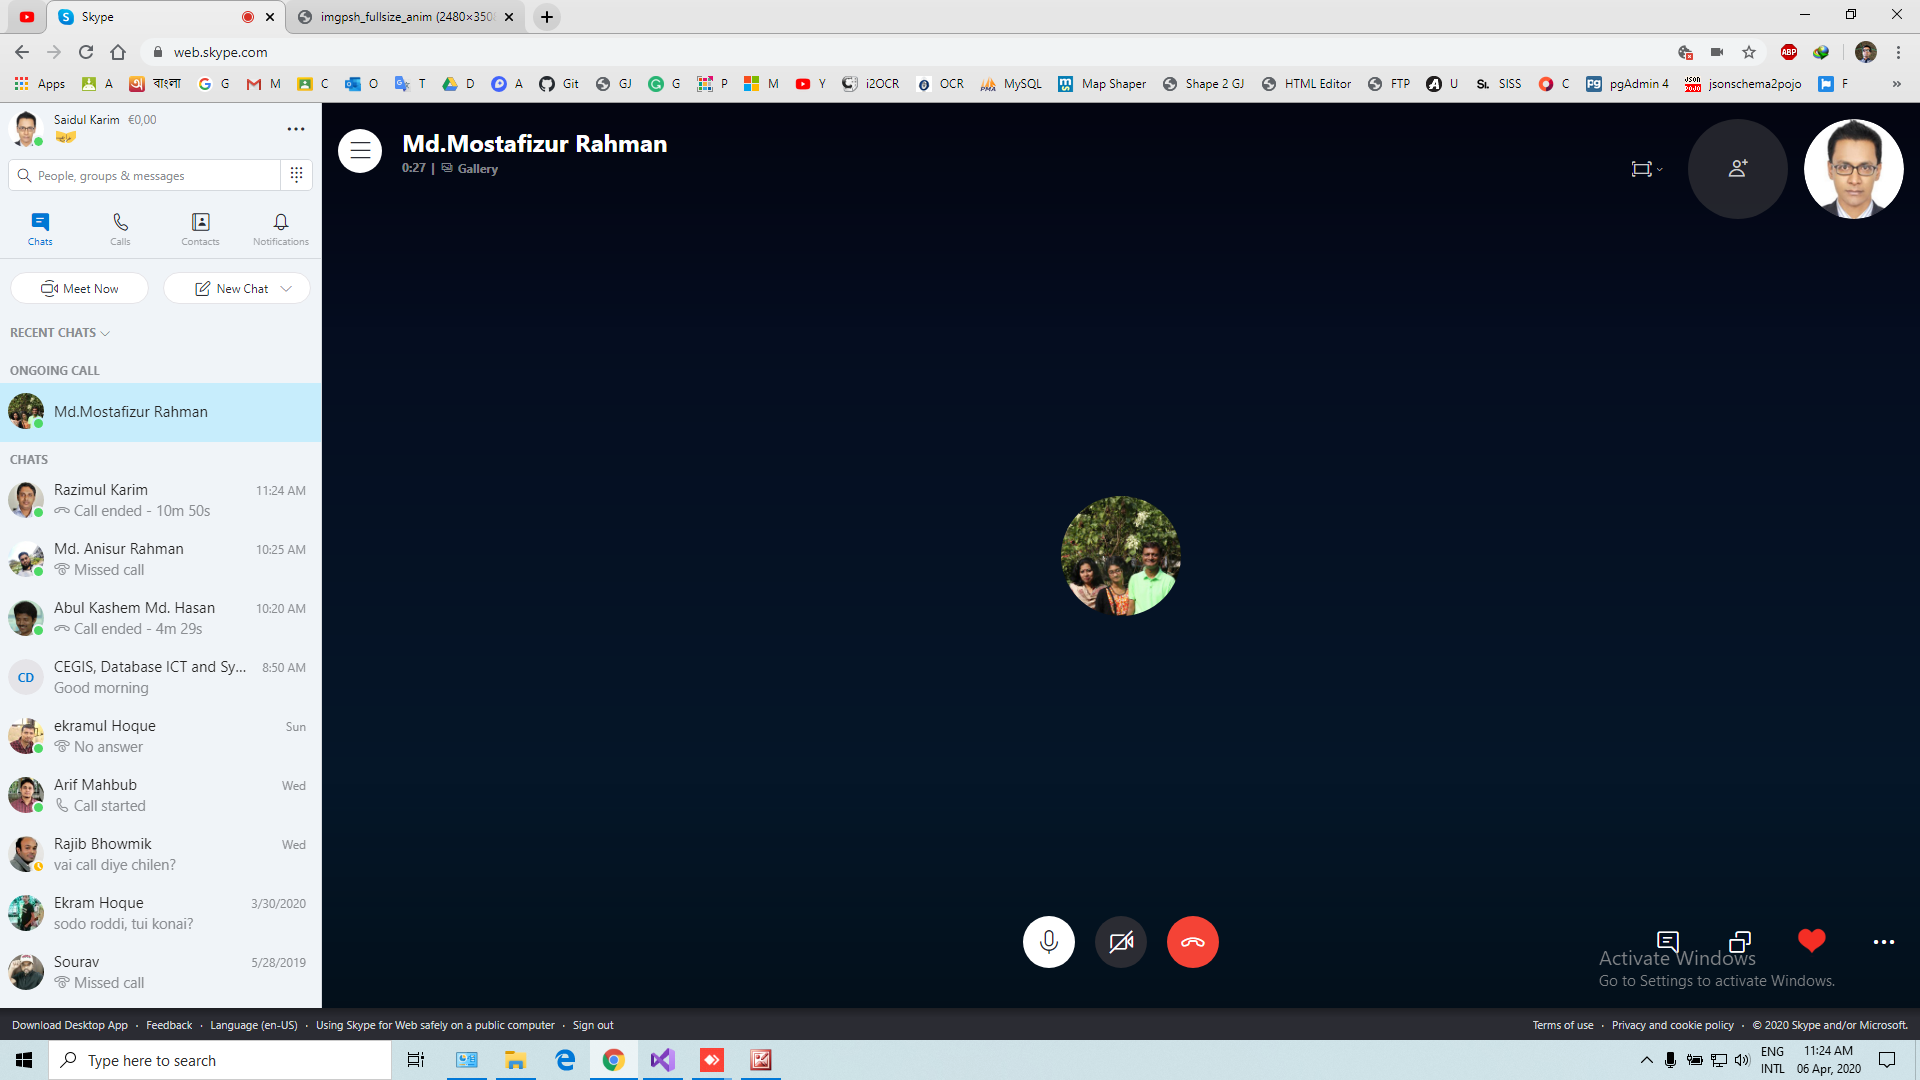 Skype
imgpsh_fullsize_anim (2480×350
web.skype.com
ABP
Apps A বাংলা G M C O T D A Git GJ G P M Y i2OCR OCR MySQL Map Shaper Shape 2 GJ HTML Editor FTP U SISS C pgAdmin 4 jsonschema2pojo F »
Saidul Karim €0,00
People, groups & messages
Chats Calls Contacts Notifications
Meet Now New Chat
RECENT CHATS
ONGOING CALL
Md.Mostafizur Rahman
CHATS
Razimul Karim 11:24 AM
Call ended - 10m 50s
Md. Anisur Rahman 10:25 AM
Missed call
Abul Kashem Md. Hasan 10:20 AM
Call ended - 4m 29s
CD
CEGIS, Database ICT and Sy... 8:50 AM
Good morning
ekramul Hoque Sun
No answer
Arif Mahbub Wed
Call started
Rajib Bhowmik Wed
vai call diye chilen?
Ekram Hoque 3/30/2020
sodo roddi, tui konai?
Sourav 5/28/2019
Missed call
Md.Mostafizur Rahman
0:27 | Gallery
Activate Windows
Go to Settings to activate Windows.
Download Desktop App · Feedback · Language (en-US) · Using Skype for Web safely on a public computer · Sign out
Terms of use · Privacy and cookie policy · © 2020 Skype and/or Microsoft.
Type here to search
ENG
INTL
11:24 AM
06 Apr, 2020